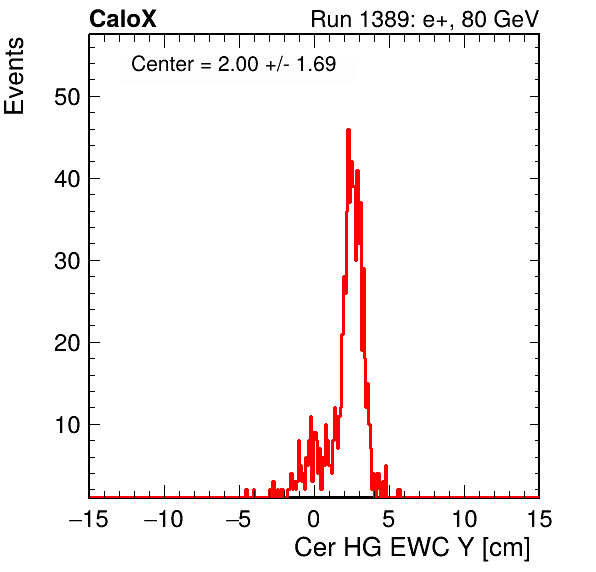 CaloX Run 1389: e+, 80 GeV
Center = 2.00 +/- 1.69
Events
50
40
30
20
10
−15 −10 −5 0 5 10 15
Cer HG EWC Y [cm]